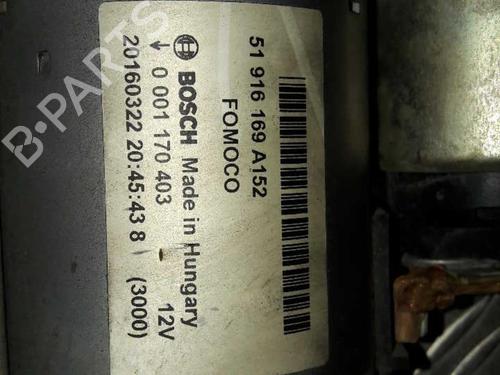 51 916 169 A152
FOMOCO
BOSCH Made in Hungary
0 001 170 403 12V
20160322 20:45:43 8 (3000)
B-PARTS